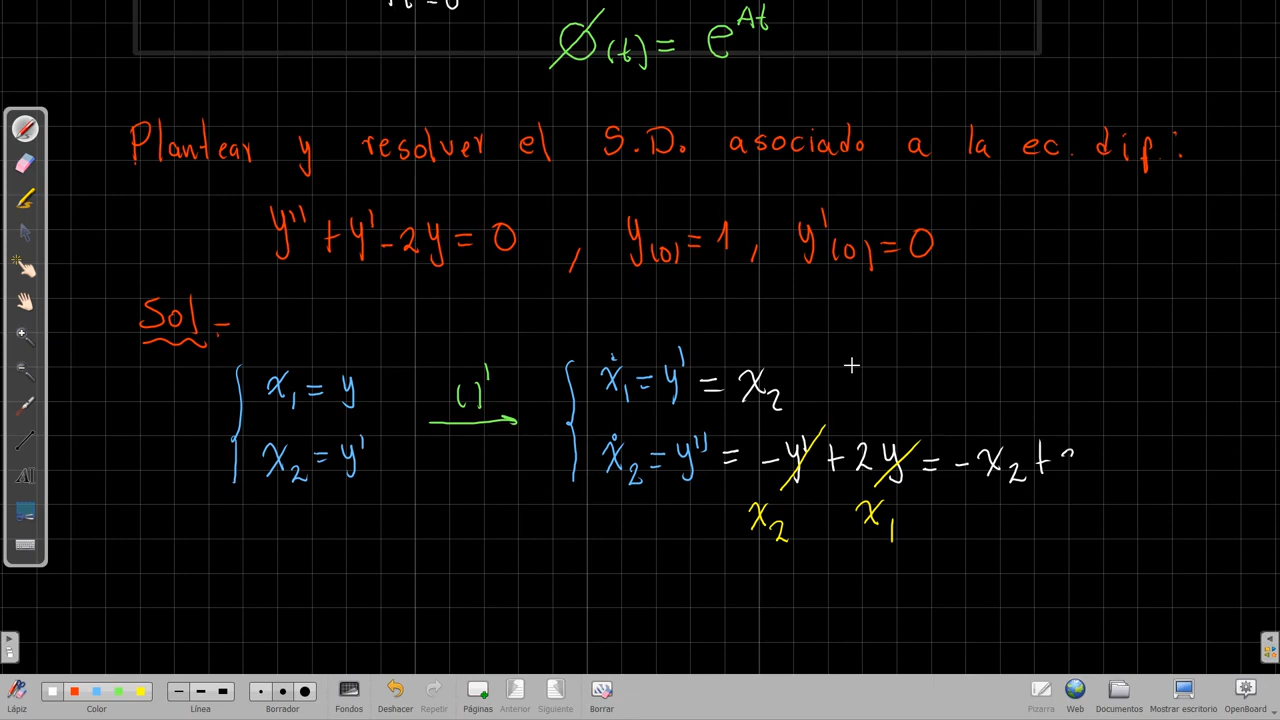 ∅(t) = e^{At}
Plantear y resolver el S.D. asociado a la ec. dif.:
y'' + y' - 2y = 0 , y(0) = 1 , y'(0) = 0
Sol -
x₁ = y ( )' ẋ₁ = y' = x₂
x₂ = y' ẋ₂ = y'' = -y' + 2y = -x₂ +
x₂ x₁
Lápiz Color Línea Borrador Fondos Deshacer Repetir Páginas Anterior Siguiente Borrar Pizarra Web Documentos Mostrar escritorio OpenBoard